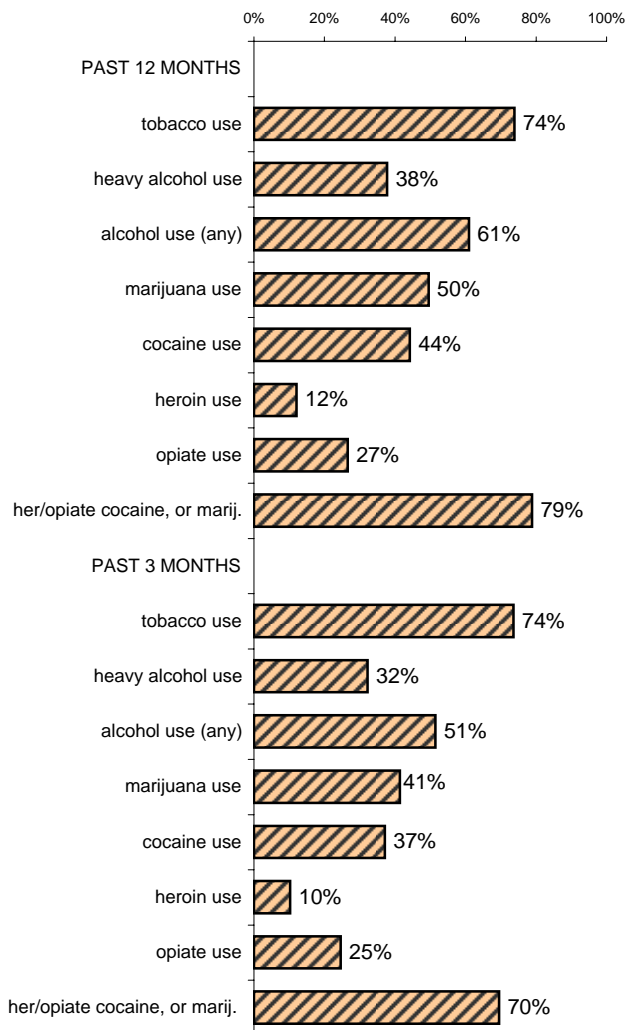 0% 20% 40% 60% 80% 100%
PAST 12 MONTHS
tobacco use 74%
heavy alcohol use 38%
alcohol use (any) 61%
marijuana use 50%
cocaine use 44%
heroin use 12%
opiate use 27%
her/opiate cocaine, or marij. 79%
PAST 3 MONTHS
tobacco use 74%
heavy alcohol use 32%
alcohol use (any) 51%
marijuana use 41%
cocaine use 37%
heroin use 10%
opiate use 25%
her/opiate cocaine, or marij. 70%